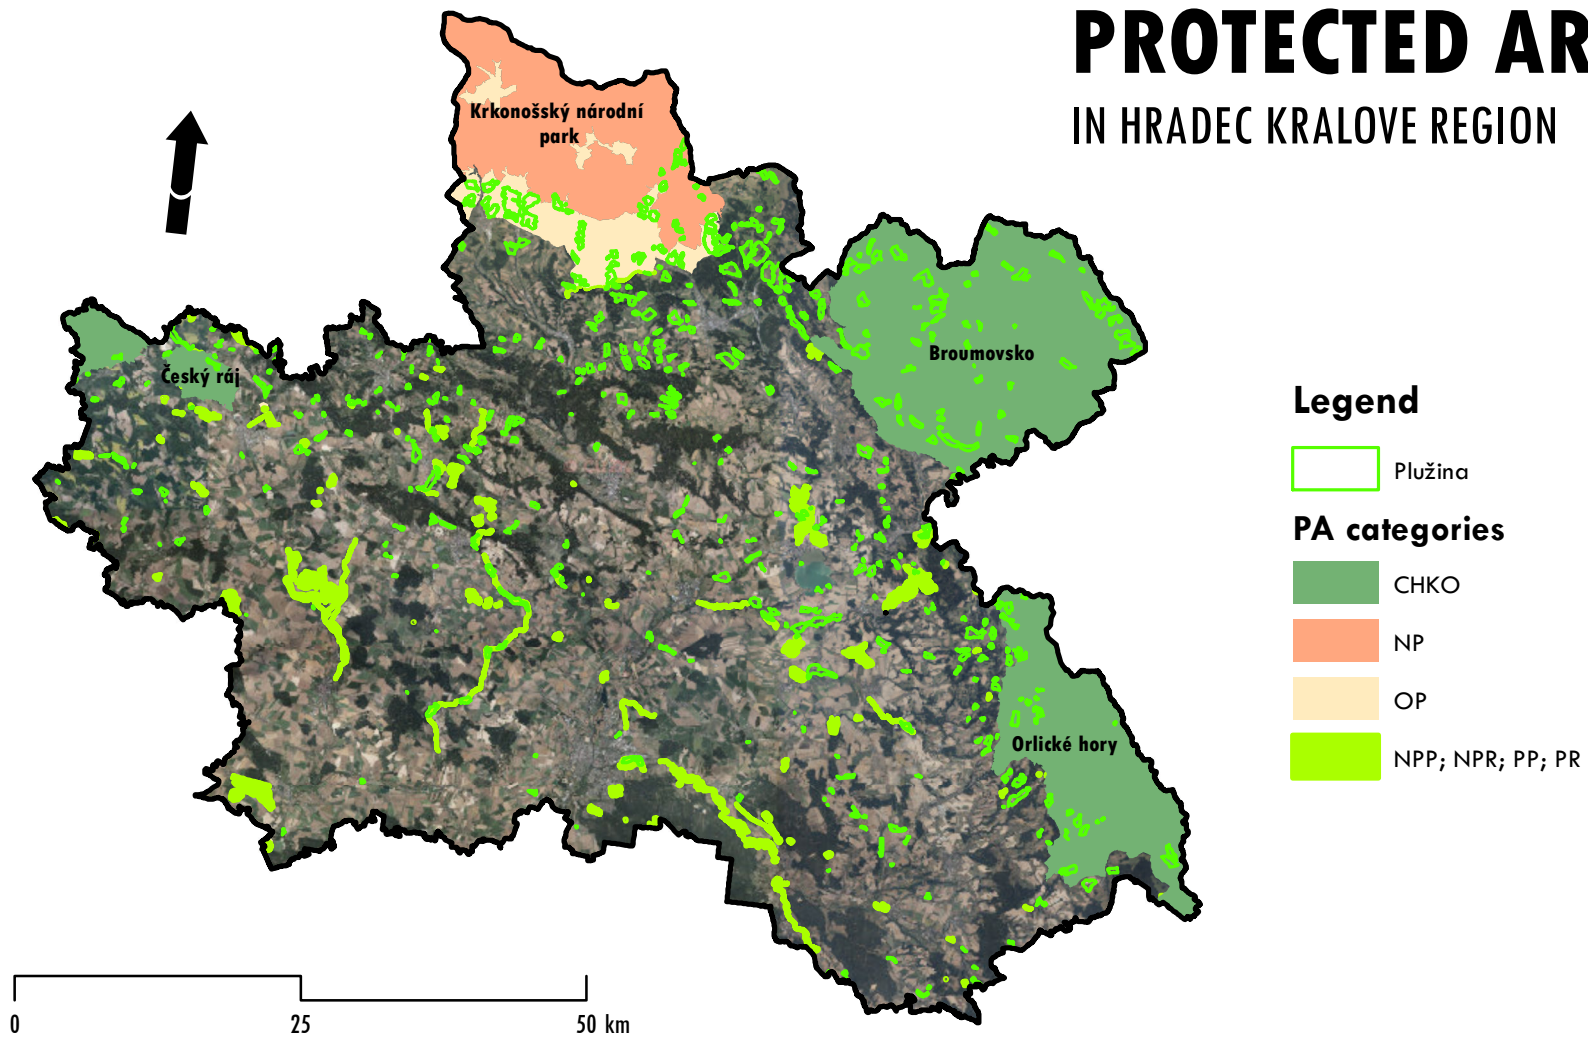 PROTECTED AR
IN HRADEC KRALOVE REGION
Krkonošský národní
park
Broumovsko
Český ráj
Orlické hory
Legend
Plužina
PA categories
CHKO
NP
OP
NPP; NPR; PP; PR
0 25 50 km